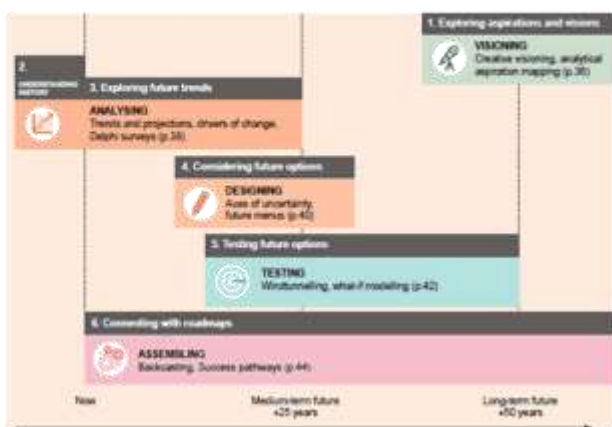 1. Exploring aspirations and visions
VISIONING
Creative visioning, analytical
aspiration mapping (p.36)
2.
UNDERSTANDING
HISTORY
3. Exploring future trends
ANALYSING
Trends and projections, drivers of change,
Delphi surveys (p.38)
4. Considering future options
DESIGNING
Axes of uncertainty,
future menus (p.40)
5. Testing future options
TESTING
Windtunnelling, what-if modelling (p.42)
6. Connecting with roadmaps
ASSEMBLING
Backcasting, Success pathways (p.44)
Now
Medium-term future
+25 years
Long-term future
+50 years